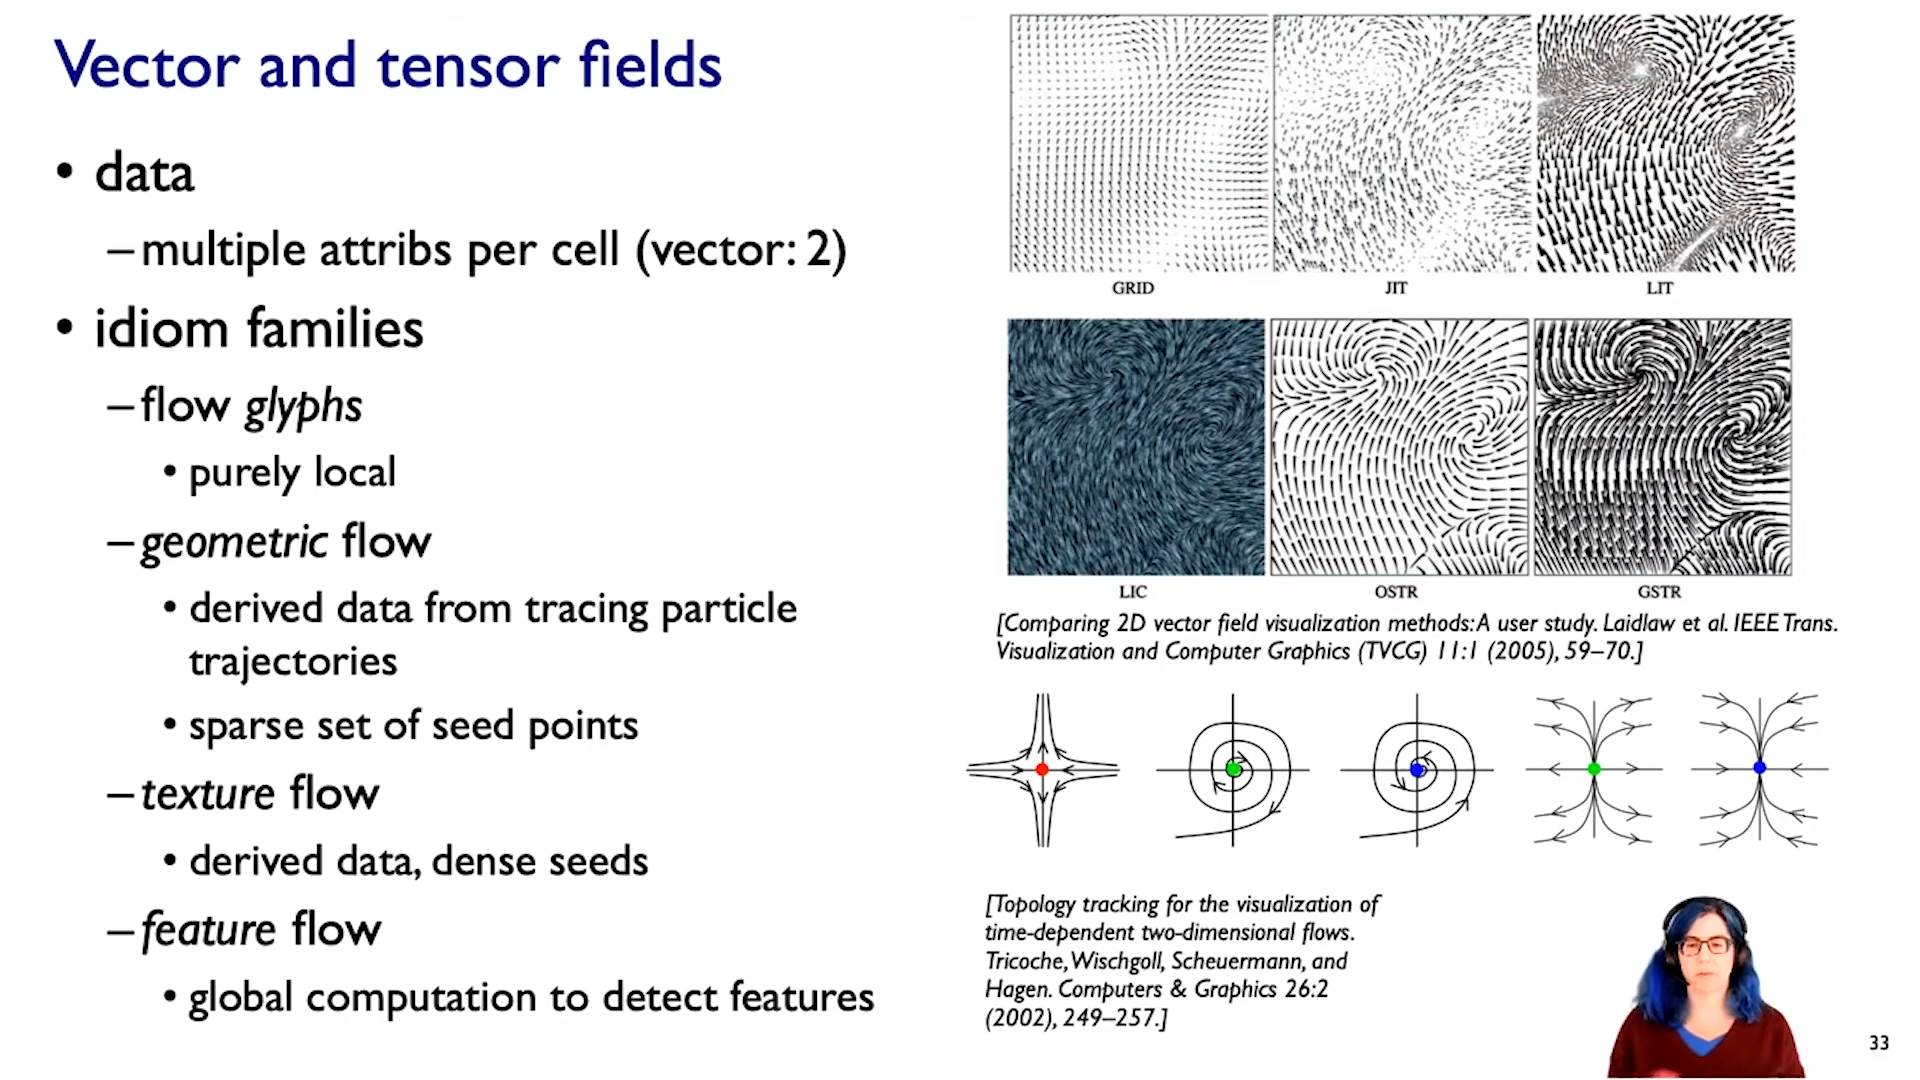 Vector and tensor fields
• data
– multiple attribs per cell (vector: 2)
• idiom families
– flow glyphs
• purely local
– geometric flow
• derived data from tracing particle
trajectories
• sparse set of seed points
– texture flow
• derived data, dense seeds
– feature flow
• global computation to detect features
GRID
JIT
LIT
LIC
OSTR
GSTR
[Comparing 2D vector field visualization methods: A user study. Laidlaw et al. IEEE Trans.
Visualization and Computer Graphics (TVCG) 11:1 (2005), 59–70.]
[Topology tracking for the visualization of
time-dependent two-dimensional flows.
Tricoche, Wischgoll, Scheuermann, and
Hagen. Computers & Graphics 26:2
(2002), 249–257.]
33